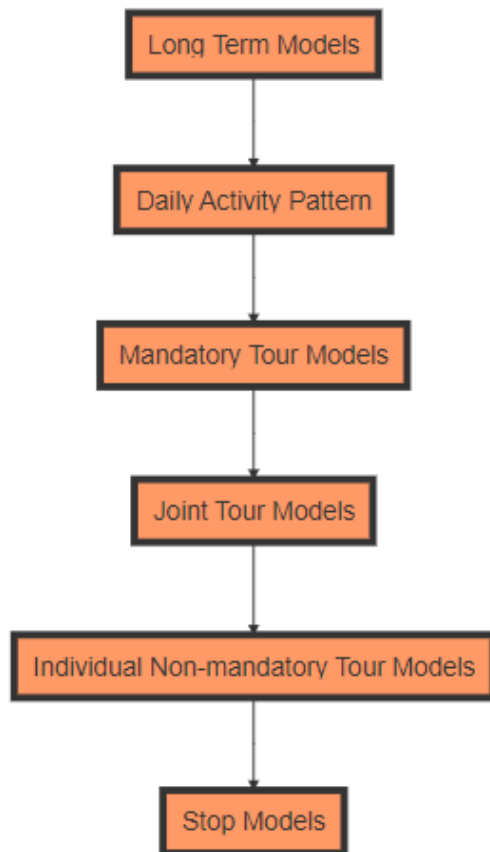 Long Term Models
Daily Activity Pattern
Mandatory Tour Models
Joint Tour Models
Individual Non-mandatory Tour Models
Stop Models